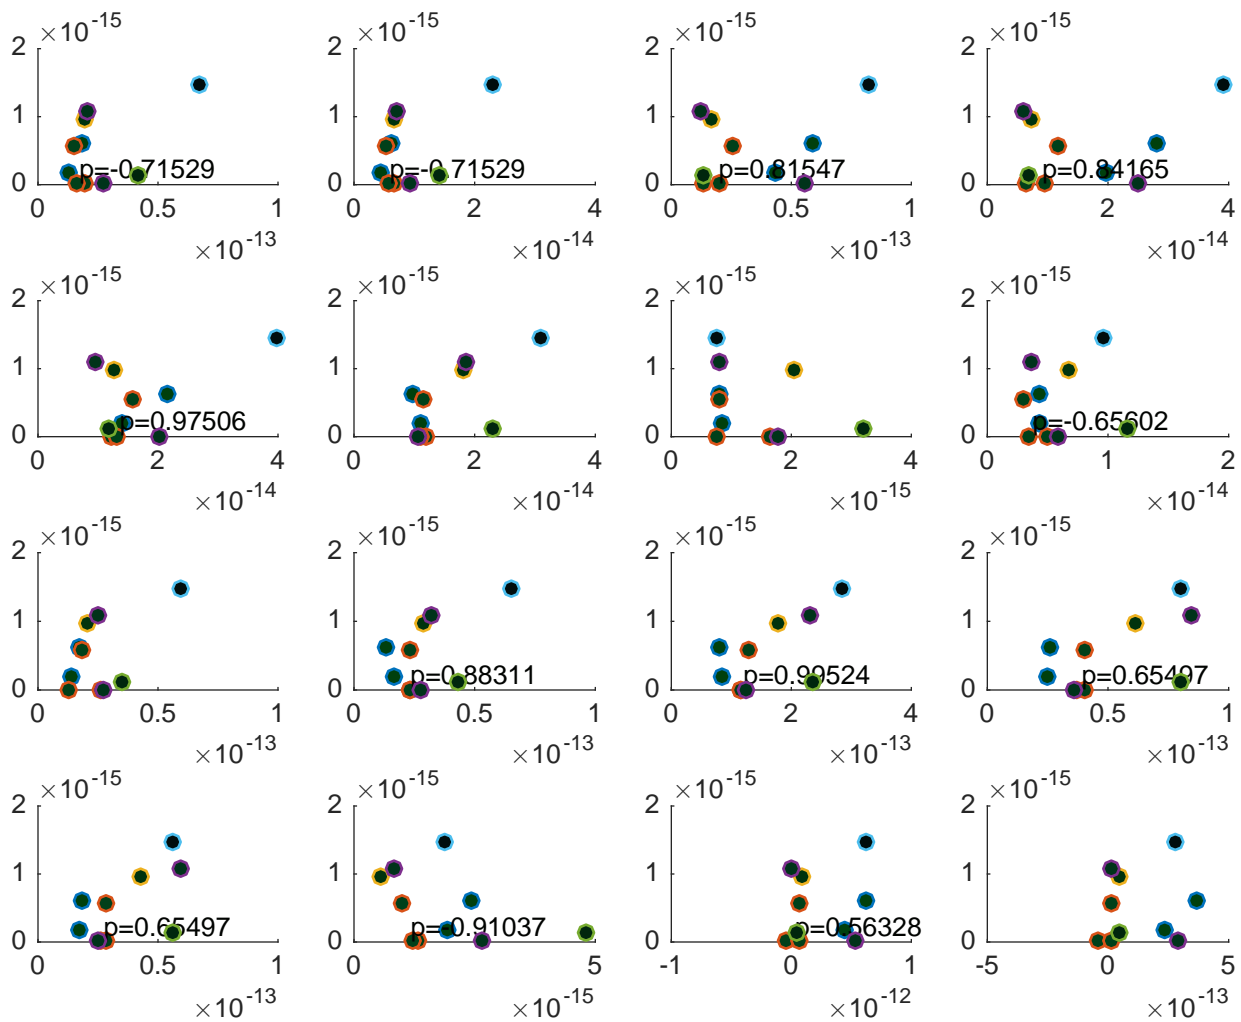 ×10^-15 ×10^-15 ×10^-15 ×10^-15
2 2 2 2
1 1 1 1
p=-0.71529 p=-0.71529 p=0.81547 p=0.84165
0 0 0 0
0 0.5 1 0 2 4 0 0.5 1 0 2 4
×10^-13 ×10^-14 ×10^-13 ×10^-14
×10^-15 ×10^-15 ×10^-15 ×10^-15
2 2 2 2
1 1 1 1
p=0.97506 p=-0.65602
0 0 0 0
0 2 4 0 2 4 0 2 4 0 1 2
×10^-14 ×10^-14 ×10^-15 ×10^-14
×10^-15 ×10^-15 ×10^-15 ×10^-15
2 2 2 2
1 1 1 1
p=0.88311 p=0.99524 p=0.65497
0 0 0 0
0 0.5 1 0 0.5 1 0 2 4 0 0.5 1
×10^-13 ×10^-13 ×10^-13 ×10^-13
×10^-15 ×10^-15 ×10^-15 ×10^-15
2 2 2 2
1 1 1 1
p=0.65497 p=-0.91037 p=0.56328
0 0 0 0
0 0.5 1 0 5 -1 0 1 -5 0 5
×10^-13 ×10^-15 ×10^-12 ×10^-13